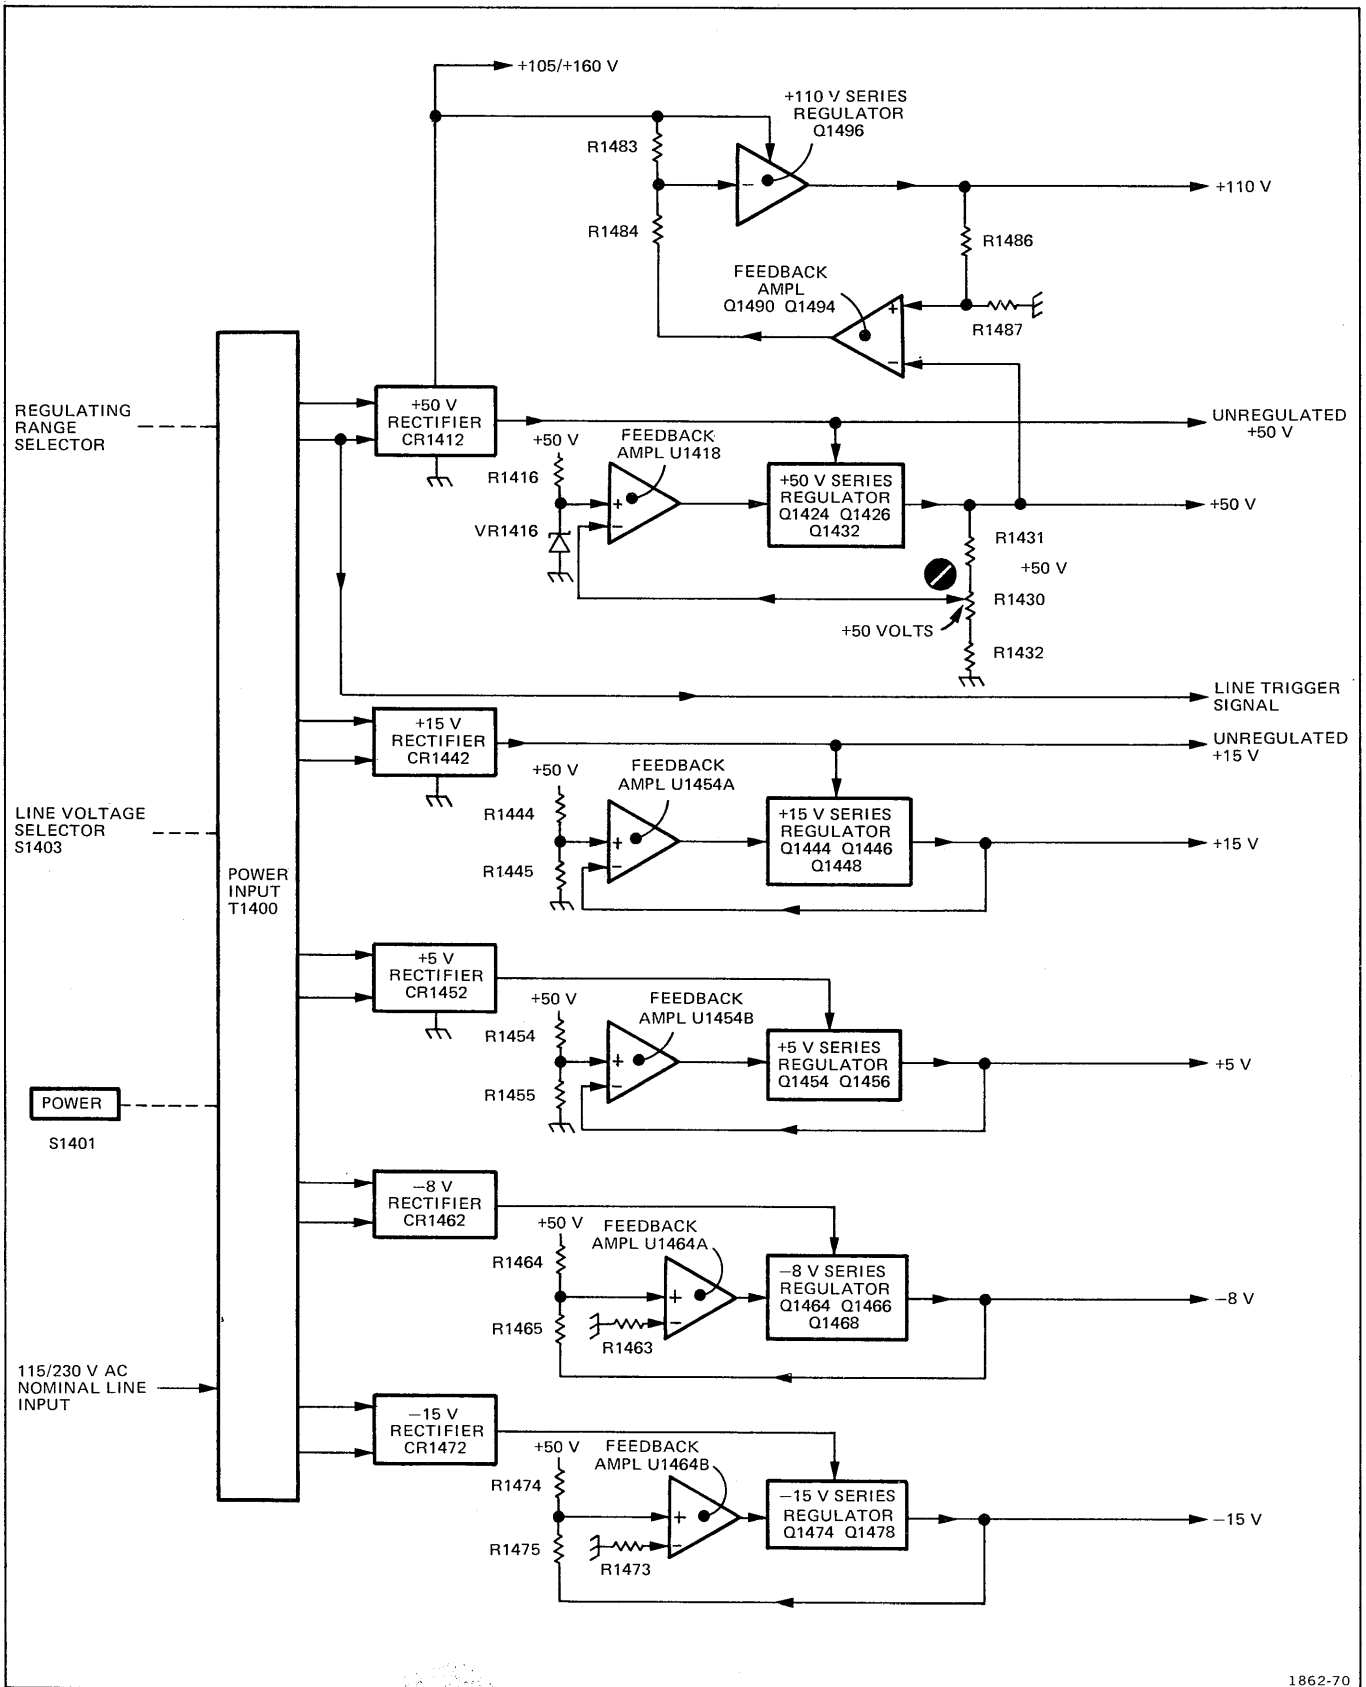 +105/+160 V
+110 V SERIES
REGULATOR
Q1496
R1483
-
+110 V
R1484
R1486
FEEDBACK
AMPL
Q1490 Q1494
+
R1487
-
REGULATING
RANGE
SELECTOR
+50 V
RECTIFIER
CR1412
UNREGULATED
+50 V
+50 V
FEEDBACK
AMPL U1418
R1416
+
-
VR1416
+50 V SERIES
REGULATOR
Q1424 Q1426
Q1432
+50 V
R1431
+50 V
R1430
+50 VOLTS
R1432
LINE TRIGGER
SIGNAL
+15 V
RECTIFIER
CR1442
UNREGULATED
+15 V
+50 V
FEEDBACK
AMPL U1454A
R1444
+
-
R1445
+15 V SERIES
REGULATOR
Q1444 Q1446
Q1448
+15 V
LINE VOLTAGE
SELECTOR
S1403
POWER
INPUT
T1400
+5 V
RECTIFIER
CR1452
+50 V
FEEDBACK
AMPL U1454B
R1454
+
-
R1455
+5 V SERIES
REGULATOR
Q1454 Q1456
+5 V
POWER
S1401
−8 V
RECTIFIER
CR1462
+50 V
FEEDBACK
AMPL U1464A
R1464
+
-
R1465
R1463
−8 V SERIES
REGULATOR
Q1464 Q1466
Q1468
−8 V
115/230 V AC
NOMINAL LINE
INPUT
−15 V
RECTIFIER
CR1472
+50 V
FEEDBACK
AMPL U1464B
R1474
+
-
R1475
R1473
−15 V SERIES
REGULATOR
Q1474 Q1478
−15 V
1862-70